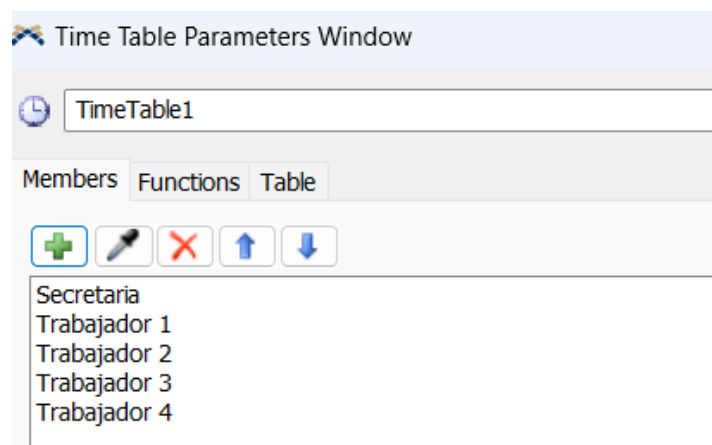 Time Table Parameters Window
TimeTable1
Members Functions Table
Secretaria
Trabajador 1
Trabajador 2
Trabajador 3
Trabajador 4